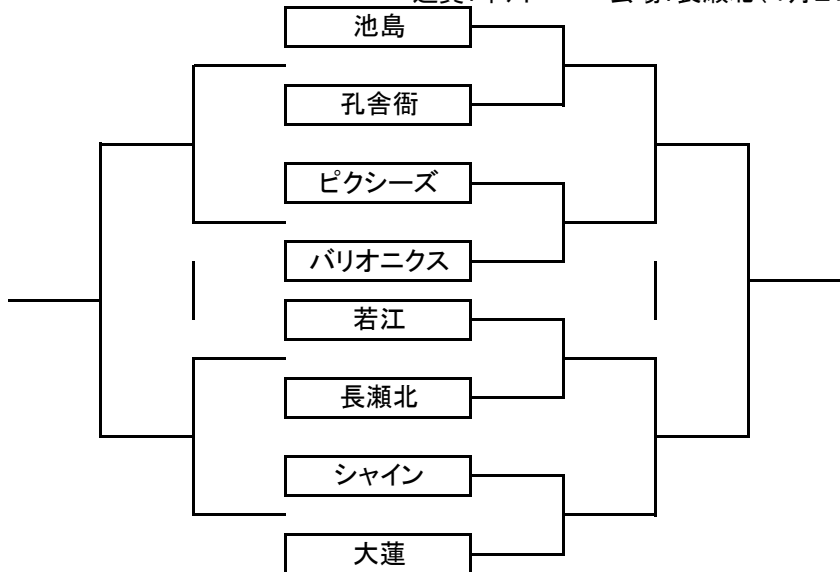 池島
孔舎衙
ピクシーズ
バリオニクス
若江
長瀬北
シャイン
大蓮